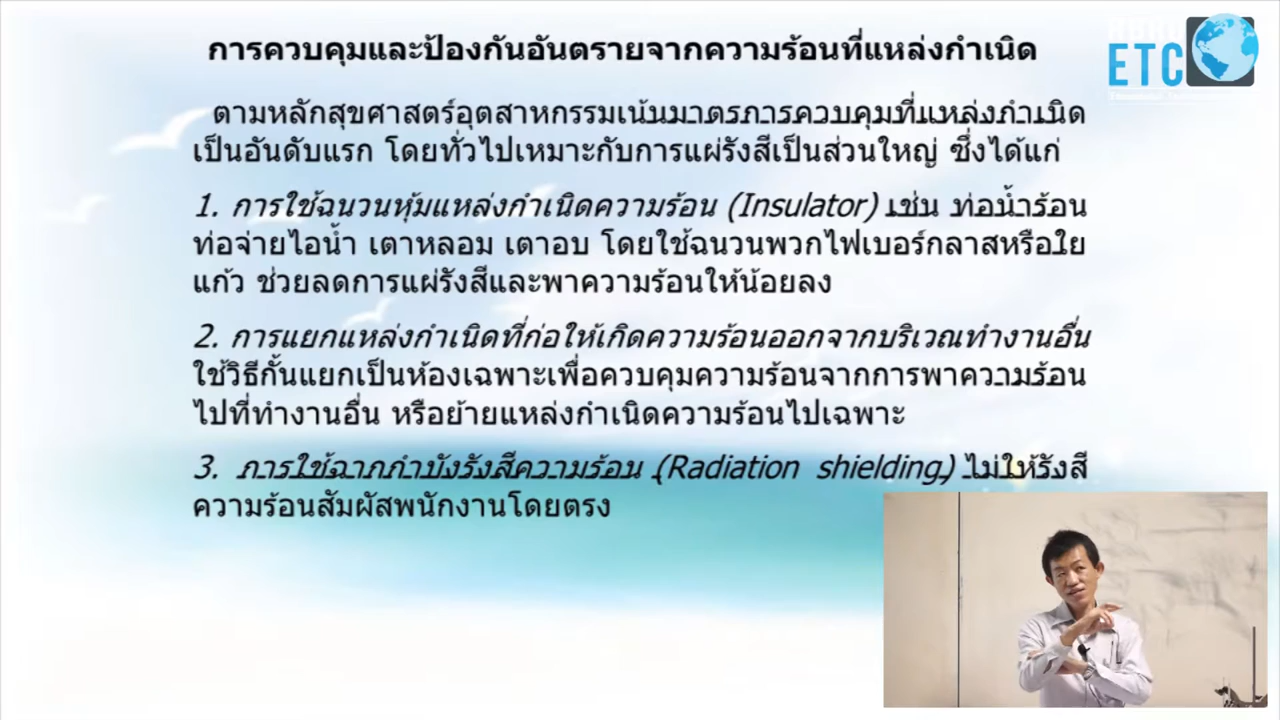 การควบคุมและป้องกันอันตรายจากความร้อนที่แหล่งกำเนิด
ETC
ตามหลักสุขศาสตร์อุตสาหกรรมเน้นมาตรการควบคุมที่แหล่งกำเนิด
เป็นอันดับแรก โดยทั่วไปเหมาะกับการแผ่รังสีเป็นส่วนใหญ่ ซึ่งได้แก่
1. การใช้ฉนวนหุ้มแหล่งกำเนิดความร้อน (Insulator) เช่น ท่อน้ำร้อน
ท่อจ่ายไอน้ำ เตาหลอม เตาอบ โดยใช้ฉนวนพวกไฟเบอร์กลาสหรือใย
แก้ว ช่วยลดการแผ่รังสีและพาความร้อนให้น้อยลง
2. การแยกแหล่งกำเนิดที่ก่อให้เกิดความร้อนออกจากบริเวณทำงานอื่น
ใช้วิธีกั้นแยกเป็นห้องเฉพาะเพื่อควบคุมความร้อนจากการพาความร้อน
ไปที่ทำงานอื่น หรือย้ายแหล่งกำเนิดความร้อนไปเฉพาะ
3. การใช้ฉากกำบังรังสีความร้อน (Radiation shielding) ไม่ให้รังสี
ความร้อนสัมผัสพนักงานโดยตรง